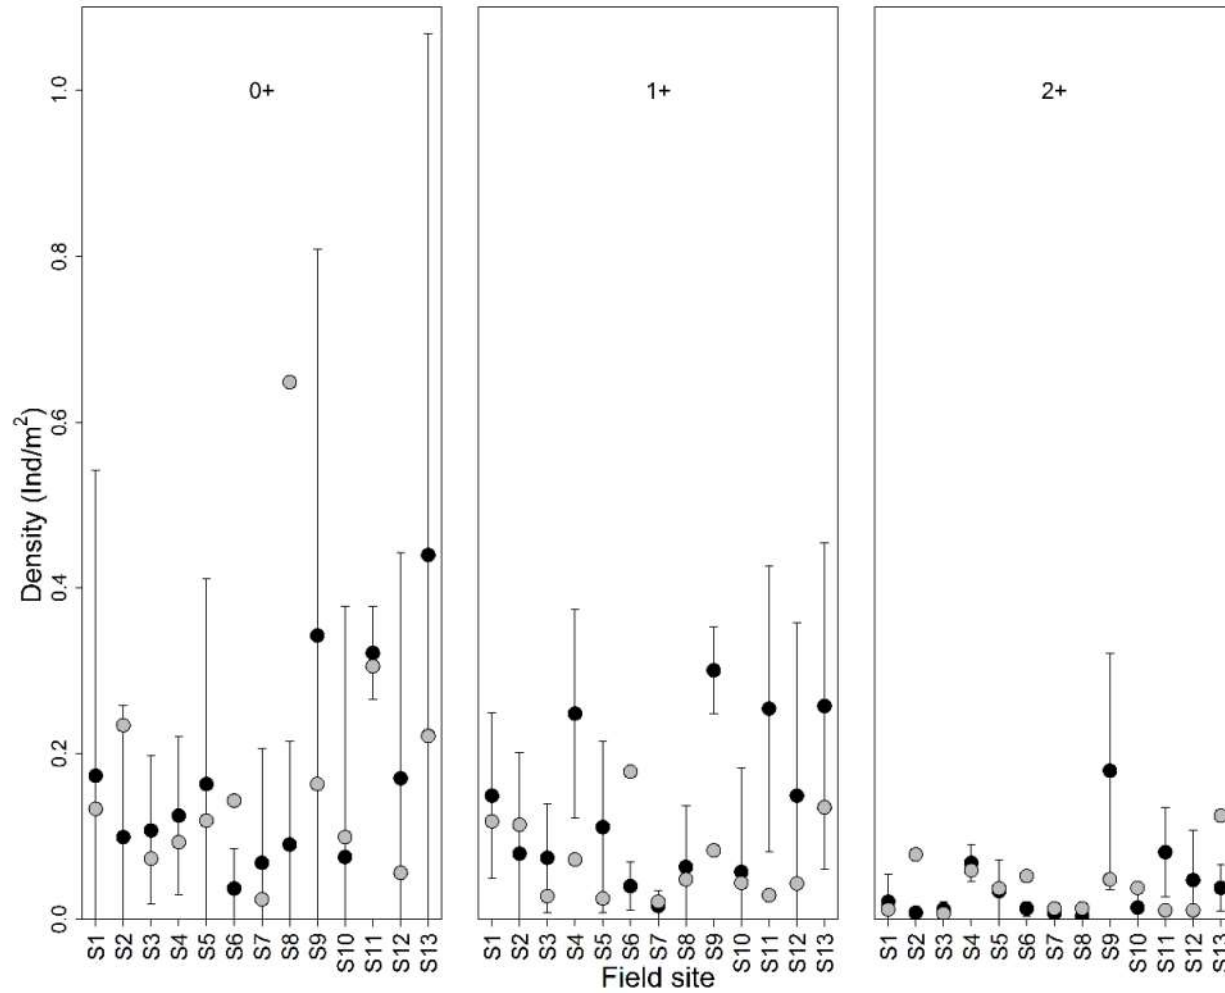 0+
1+
2+
Density (Ind/m²)
1.0
0.8
0.6
0.4
0.2
0.0
S1 S2 S3 S4 S5 S6 S7 S8 S9 S10 S11 S12 S13
S1 S2 S3 S4 S5 S6 S7 S8 S9 S10 S11 S12 S13
S1 S2 S3 S4 S5 S6 S7 S8 S9 S10 S11 S12 S13
Field site